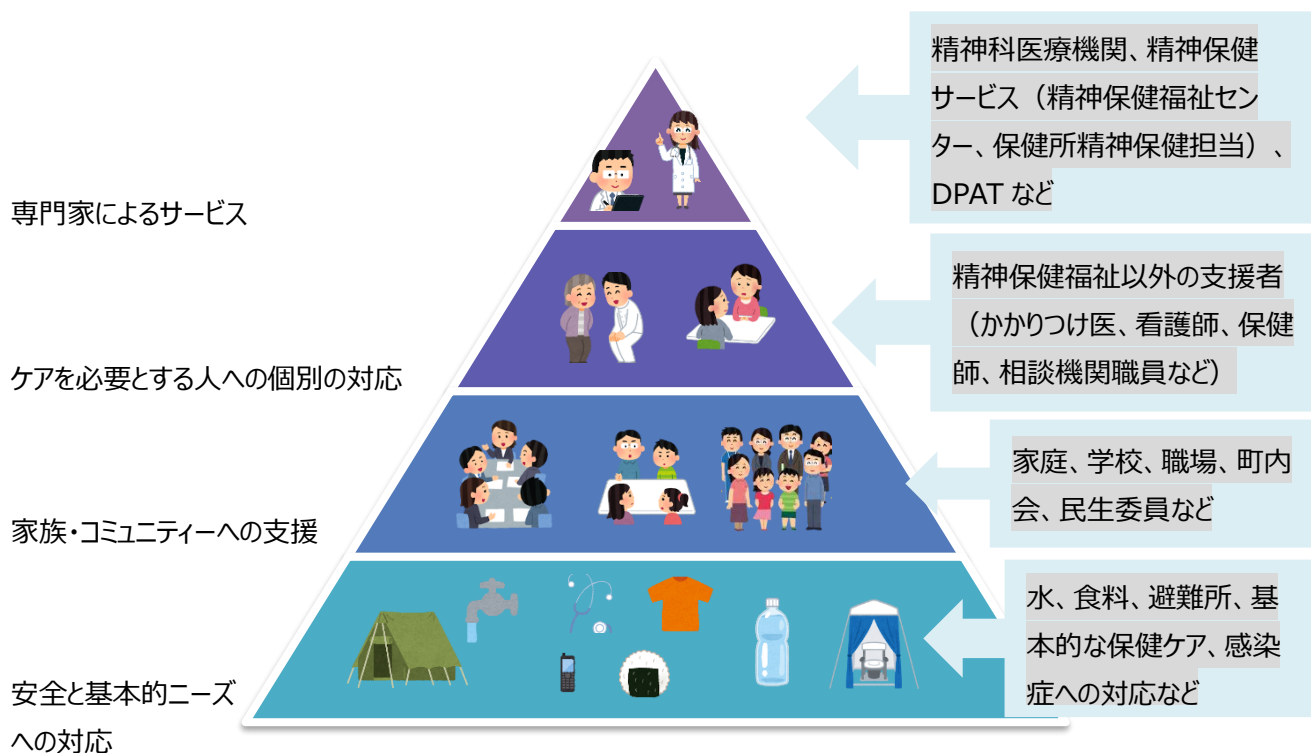 精神科医療機関、精神保健
サービス（精神保健福祉セン
ター、保健所精神保健担当）、
DPAT など
専門家によるサービス
精神保健福祉以外の支援者
（かかりつけ医、看護師、保健
師、相談機関職員など）
ケアを必要とする人への個別の対応
家庭、学校、職場、町内
会、民生委員など
家族・コミュニティーへの支援
水、食料、避難所、基
本的な保健ケア、感染
症への対応など
安全と基本的ニーズ
への対応